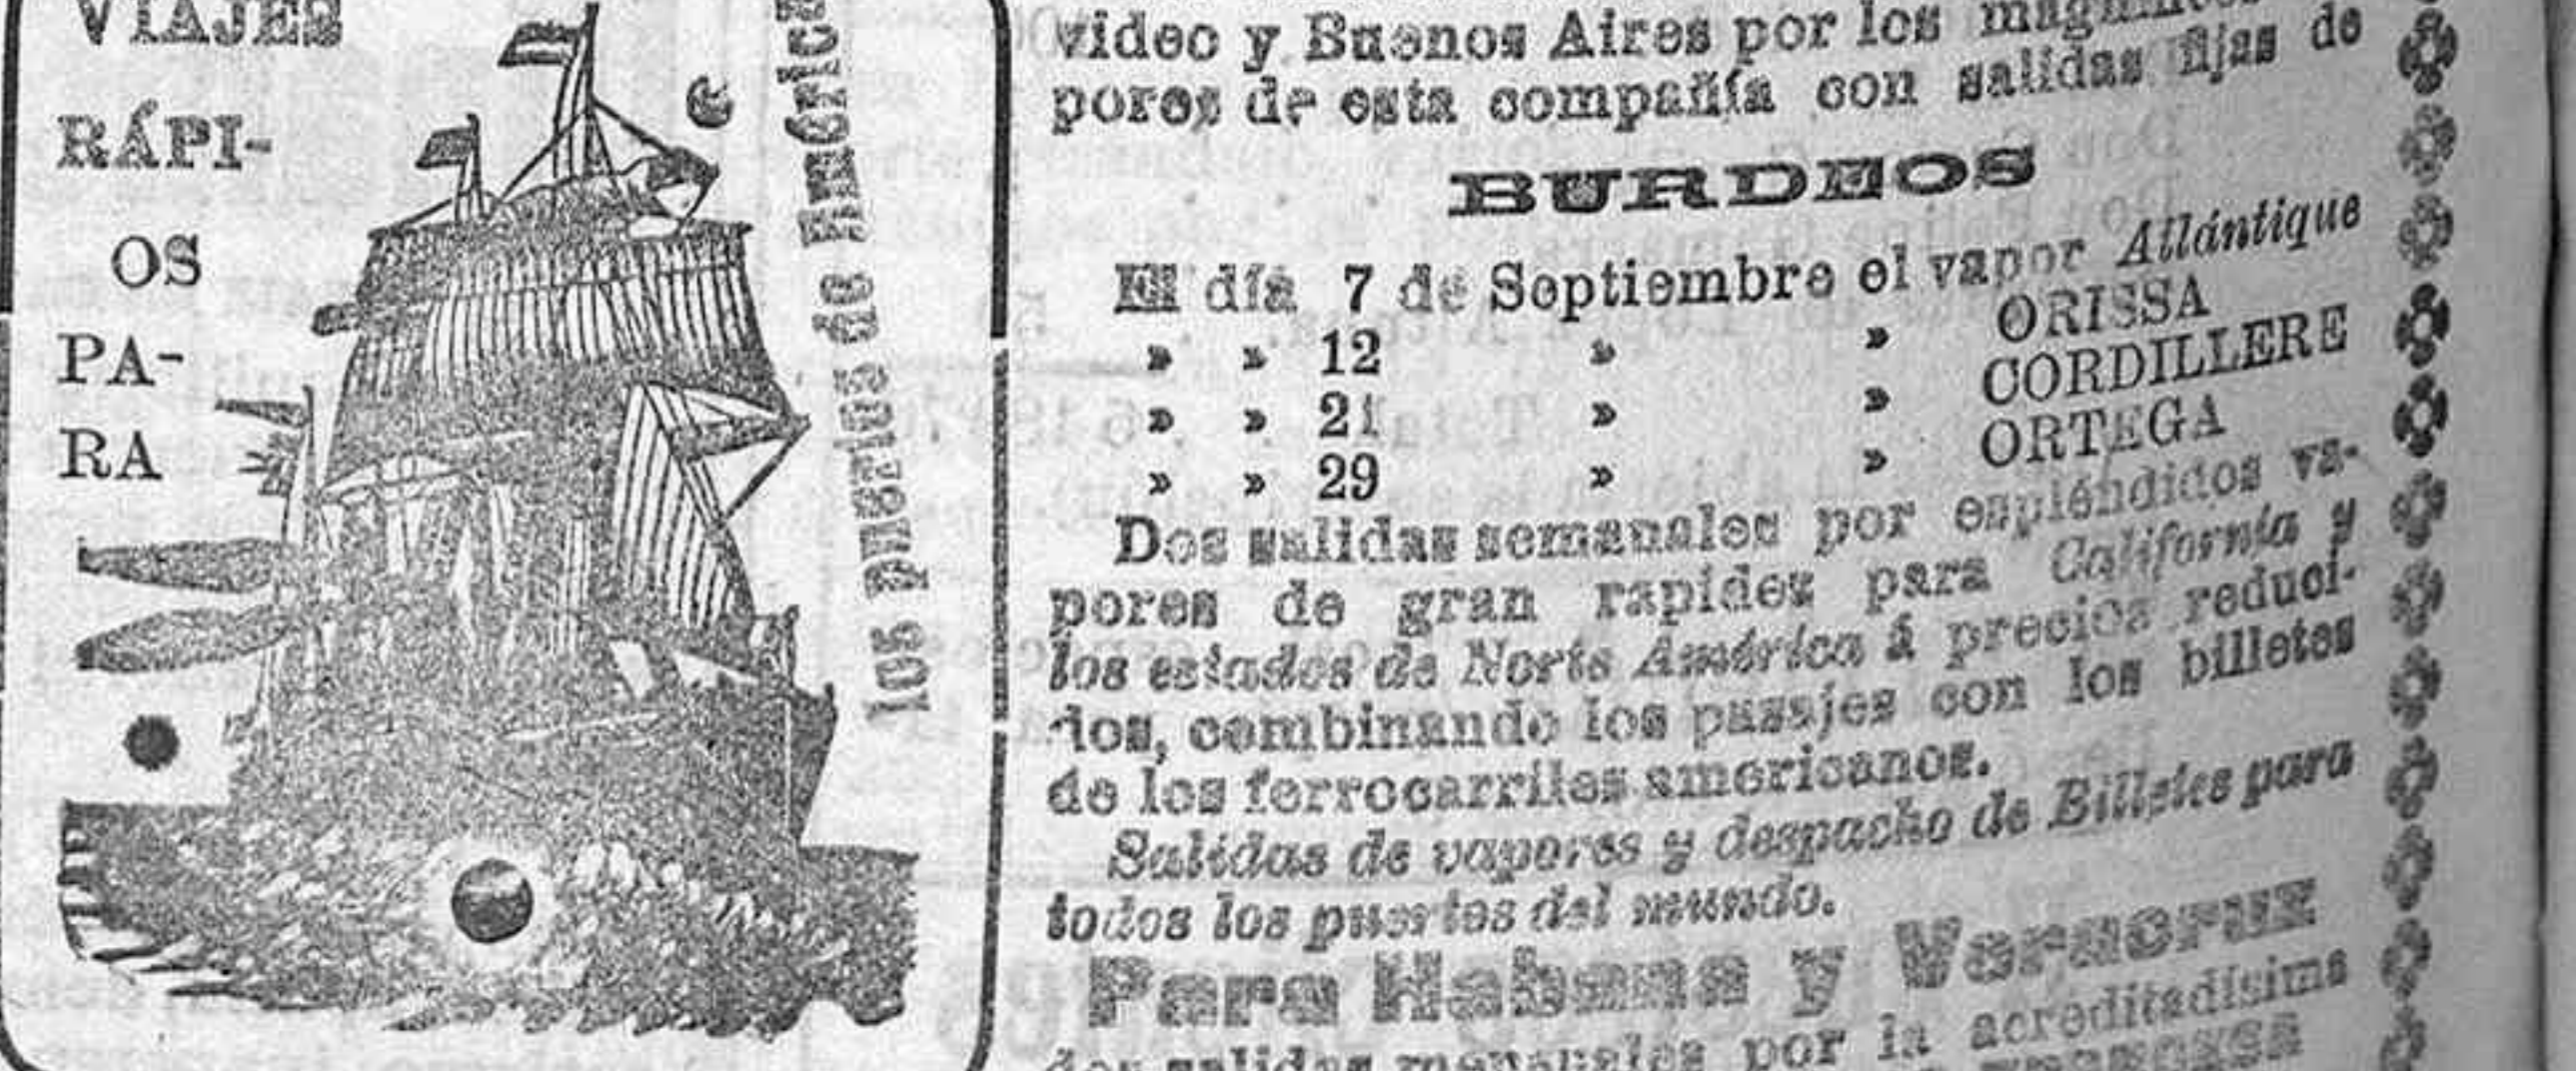 VIAJES
RÁPI-
OS
PA-
RA
los puertos de América
video y Buenos Aires por los
pores de esta compañía con salidas fijas de
BURDEOS
El día 7 de Septiembre el vapor Atlántique
» » 12 » » ORISSA
» » 21 » » CORDILLERE
» » 29 » » ORTEGA
Dos salidas semanales por espléndidos va-
pores de gran rapidez para California y
los estados de Norte América á precios reduci-
dos, combinando los pasajes con los billetes
de los ferrocarriles americanos.
Salidas de vapores y despacho de Billetes para
todos los puertos del mundo.
Para Habana y Veracruz
dos salidas mensuales por la acreditadísima